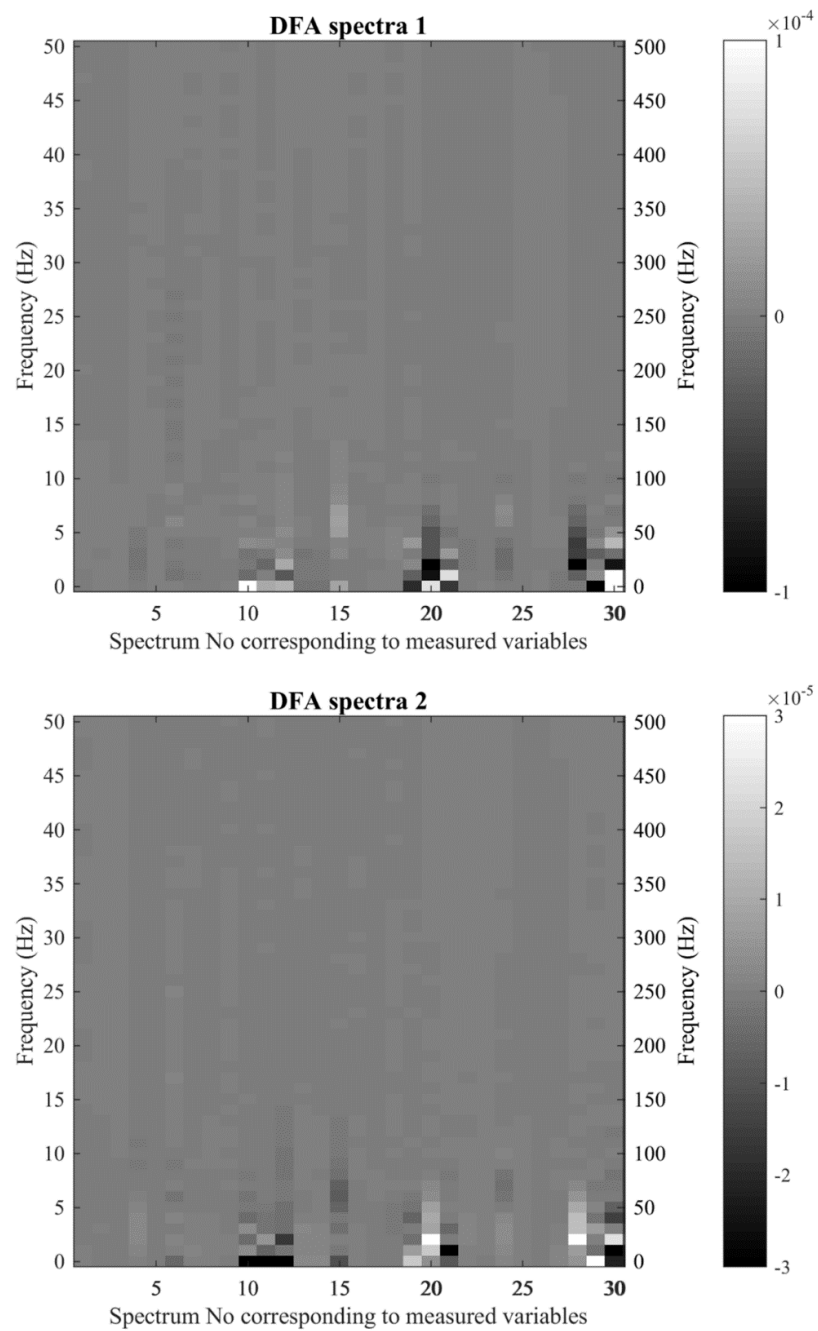 ×10⁻⁴
DFA spectra 1
50 500 1
45 450
40 400
35 350
30 300
25 250 0
20 200
15 150
10 100
5 50
0 0 -1
Frequency (Hz)
Frequency (Hz)
5 10 15 20 25 30
Spectrum No corresponding to measured variables
×10⁻⁵
DFA spectra 2
50 500 3
45 450
40 400 2
35 350
30 300 1
25 250 0
20 200
15 150 -1
10 100
5 50 -2
0 0 -3
Frequency (Hz)
Frequency (Hz)
5 10 15 20 25 30
Spectrum No corresponding to measured variables